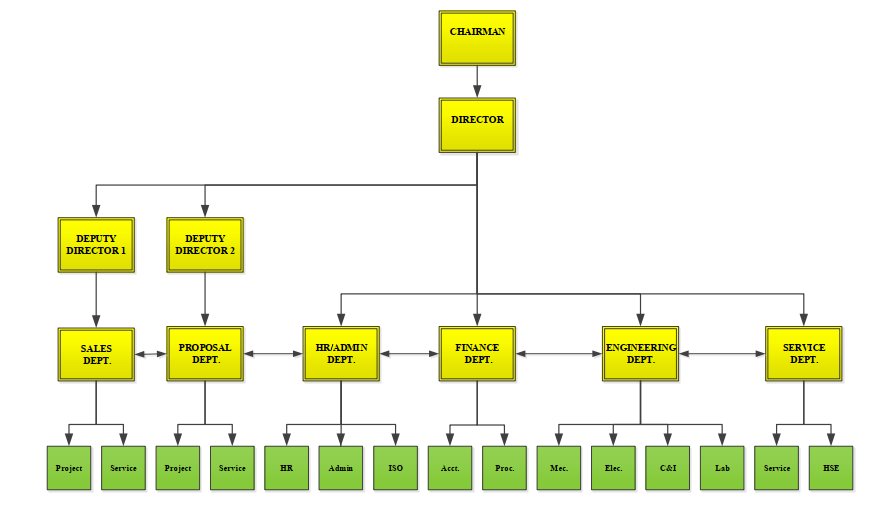 CHAIRMAN
DIRECTOR
DEPUTY
DIRECTOR 1
DEPUTY
DIRECTOR 2
SALES
DEPT.
PROPOSAL
DEPT.
HR/ADMIN
DEPT.
FINANCE
DEPT.
ENGINEERING
DEPT.
SERVICE
DEPT.
Project
Service
Project
Service
HR
Admin
ISO
Acct.
Proc.
Mec.
Elec.
C&I
Lab
Service
HSE